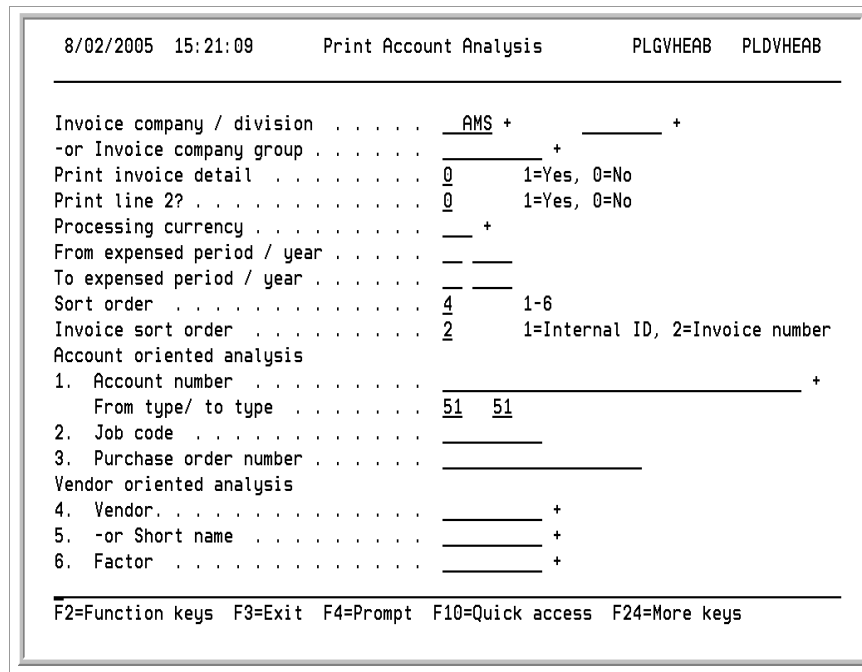 8/02/2005 15:21:09 Print Account Analysis PLGVHEAB PLDVHEAB
Invoice company / division . . . . . AMS + +
-or Invoice company group . . . . . . +
Print invoice detail . . . . . . . . 0 1=Yes, 0=No
Print line 2? . . . . . . . . . . . . 0 1=Yes, 0=No
Processing currency . . . . . . . . . +
From expensed period / year . . . . .
To expensed period / year . . . . . .
Sort order . . . . . . . . . . . . 4 1-6
Invoice sort order . . . . . . . . 2 1=Internal ID, 2=Invoice number
Account oriented analysis
1. Account number . . . . . . . . . +
From type/ to type . . . . . . . 51 51
2. Job code . . . . . . . . . . . .
3. Purchase order number . . . . . .
Vendor oriented analysis
4. Vendor. . . . . . . . . . . . . . +
5. -or Short name . . . . . . . . . +
6. Factor . . . . . . . . . . . . . +
F2=Function keys F3=Exit F4=Prompt F10=Quick access F24=More keys